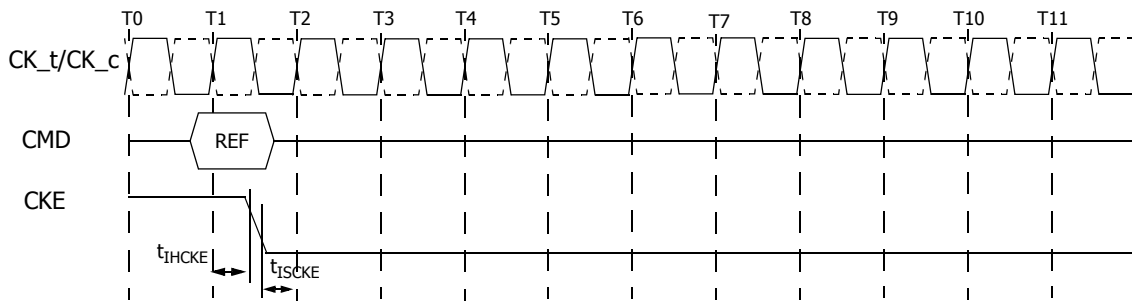 T0 T1 T2 T3 T4 T5 T6 T7 T8 T9 T10 T11
CK_t/CK_c
CMD REF
CKE
tIHCKE
tISCKE